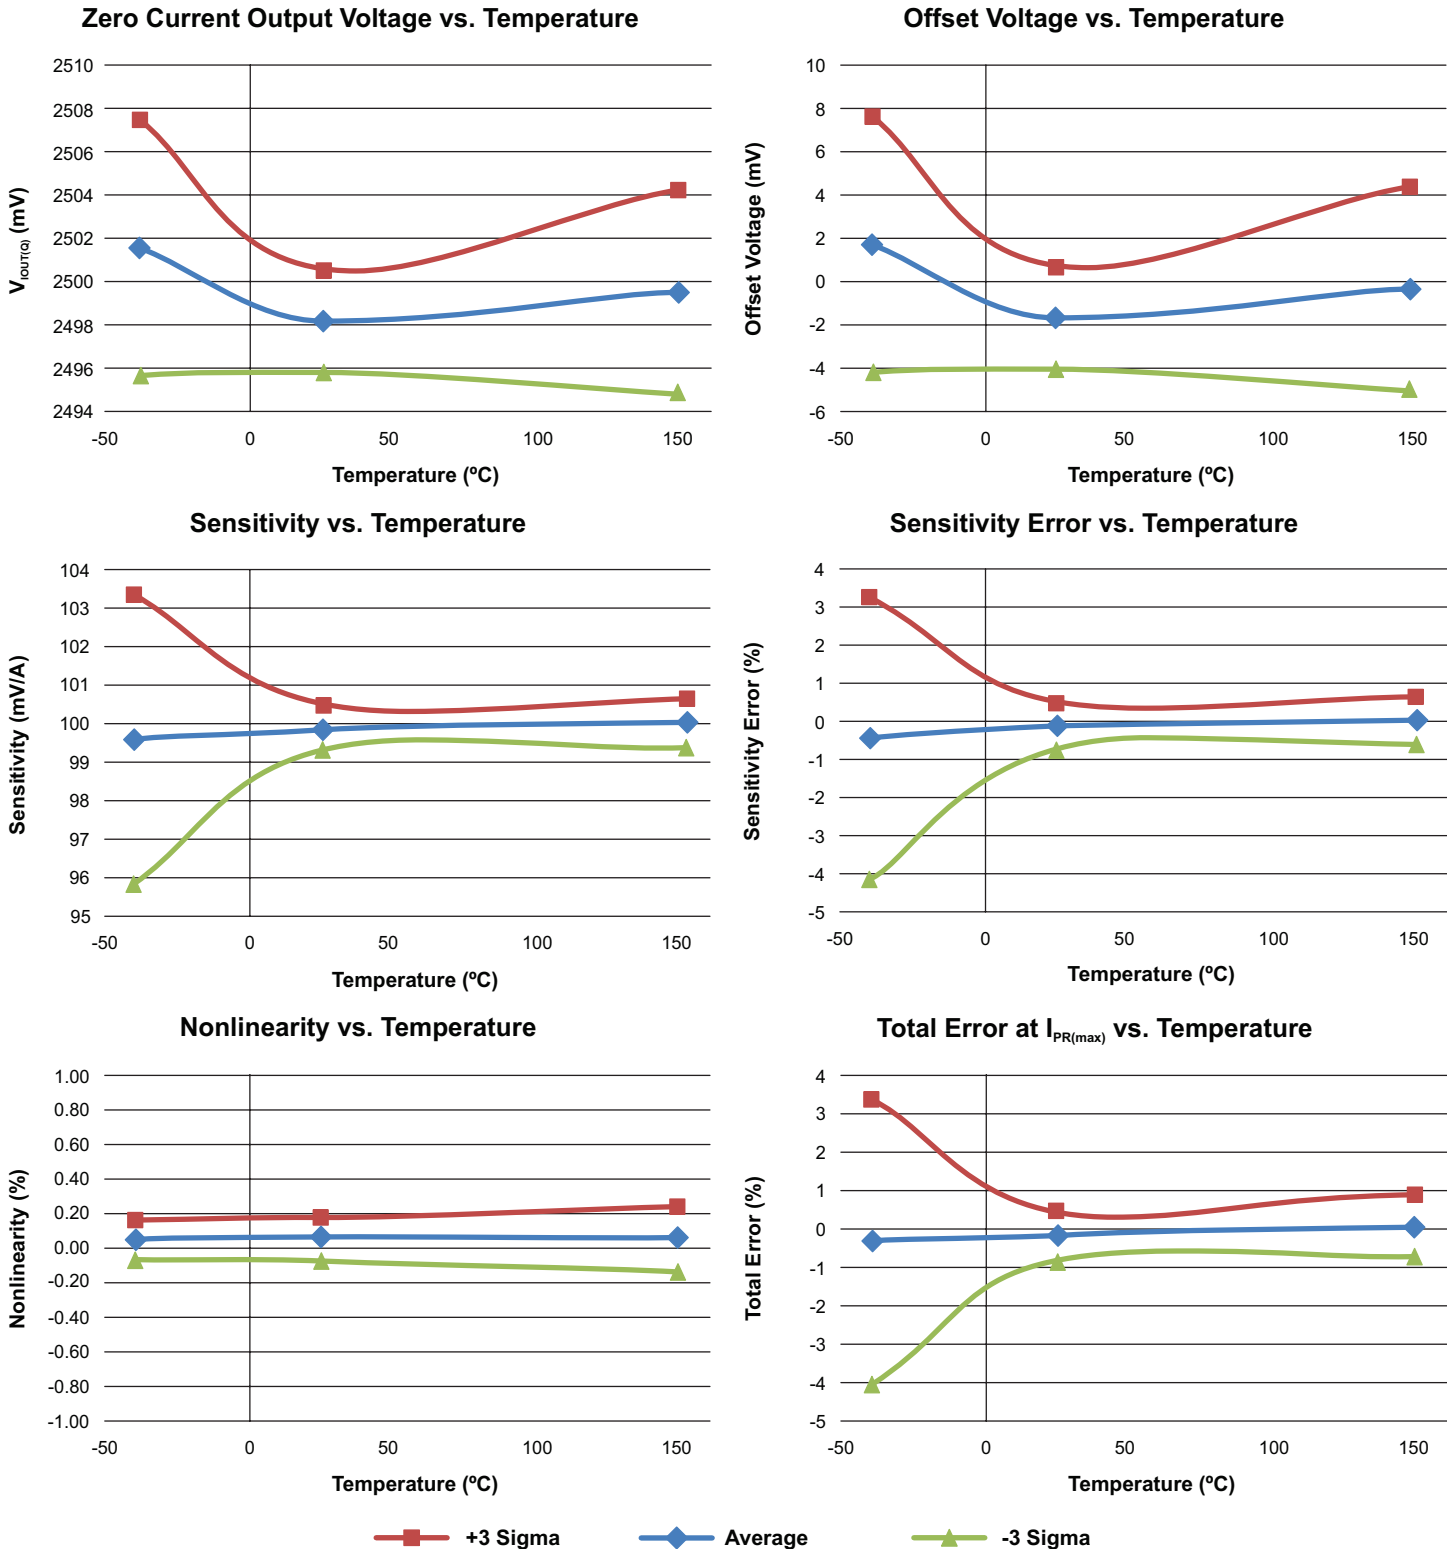 Zero Current Output Voltage vs. Temperature
2510
2508
2506
2504
2502
2500
2498
2496
2494
VIOUT(Q) (mV)
-50 0 50 100 150
Temperature (ºC)
Offset Voltage vs. Temperature
10
8
6
4
2
0
-2
-4
-6
Offset Voltage (mV)
-50 0 50 100 150
Temperature (ºC)
Sensitivity vs. Temperature
104
103
102
101
100
99
98
97
96
95
Sensitivity (mV/A)
-50 0 50 100 150
Temperature (ºC)
Sensitivity Error vs. Temperature
4
3
2
1
0
-1
-2
-3
-4
-5
Sensitivity Error (%)
-50 0 50 100 150
Temperature (ºC)
Nonlinearity vs. Temperature
1.00
0.80
0.60
0.40
0.20
0.00
-0.20
-0.40
-0.60
-0.80
-1.00
Nonlinearity (%)
-50 0 50 100 150
Temperature (ºC)
Total Error at IPR(max) vs. Temperature
4
3
2
1
0
-1
-2
-3
-4
-5
Total Error (%)
-50 0 50 100 150
Temperature (ºC)
+3 Sigma Average -3 Sigma